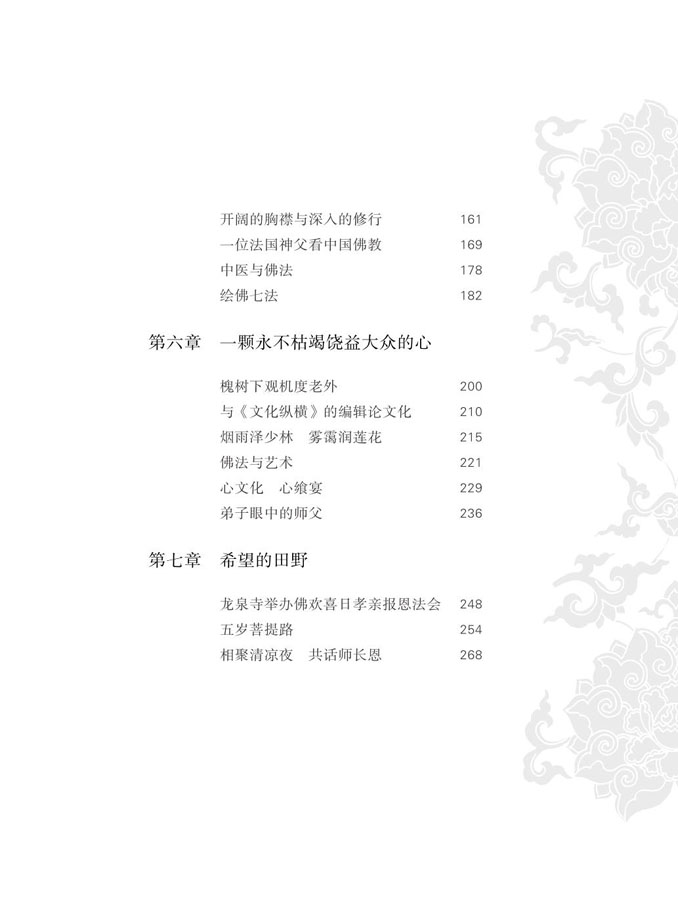 开阔的胸襟与深入的修行 161
一位法国神父看中国佛教 169
中医与佛法 178
绘佛七法 182
第六章 一颗永不枯竭饶益大众的心
槐树下观机度老外 200
与《文化纵横》的编辑论文化 210
烟雨泽少林 雾霭润莲花 215
佛法与艺术 221
心文化 心飨宴 229
弟子眼中的师父 236
第七章 希望的田野
龙泉寺举办佛欢喜日孝亲报恩法会 248
五岁菩提路 254
相聚清凉夜 共话师长恩 268